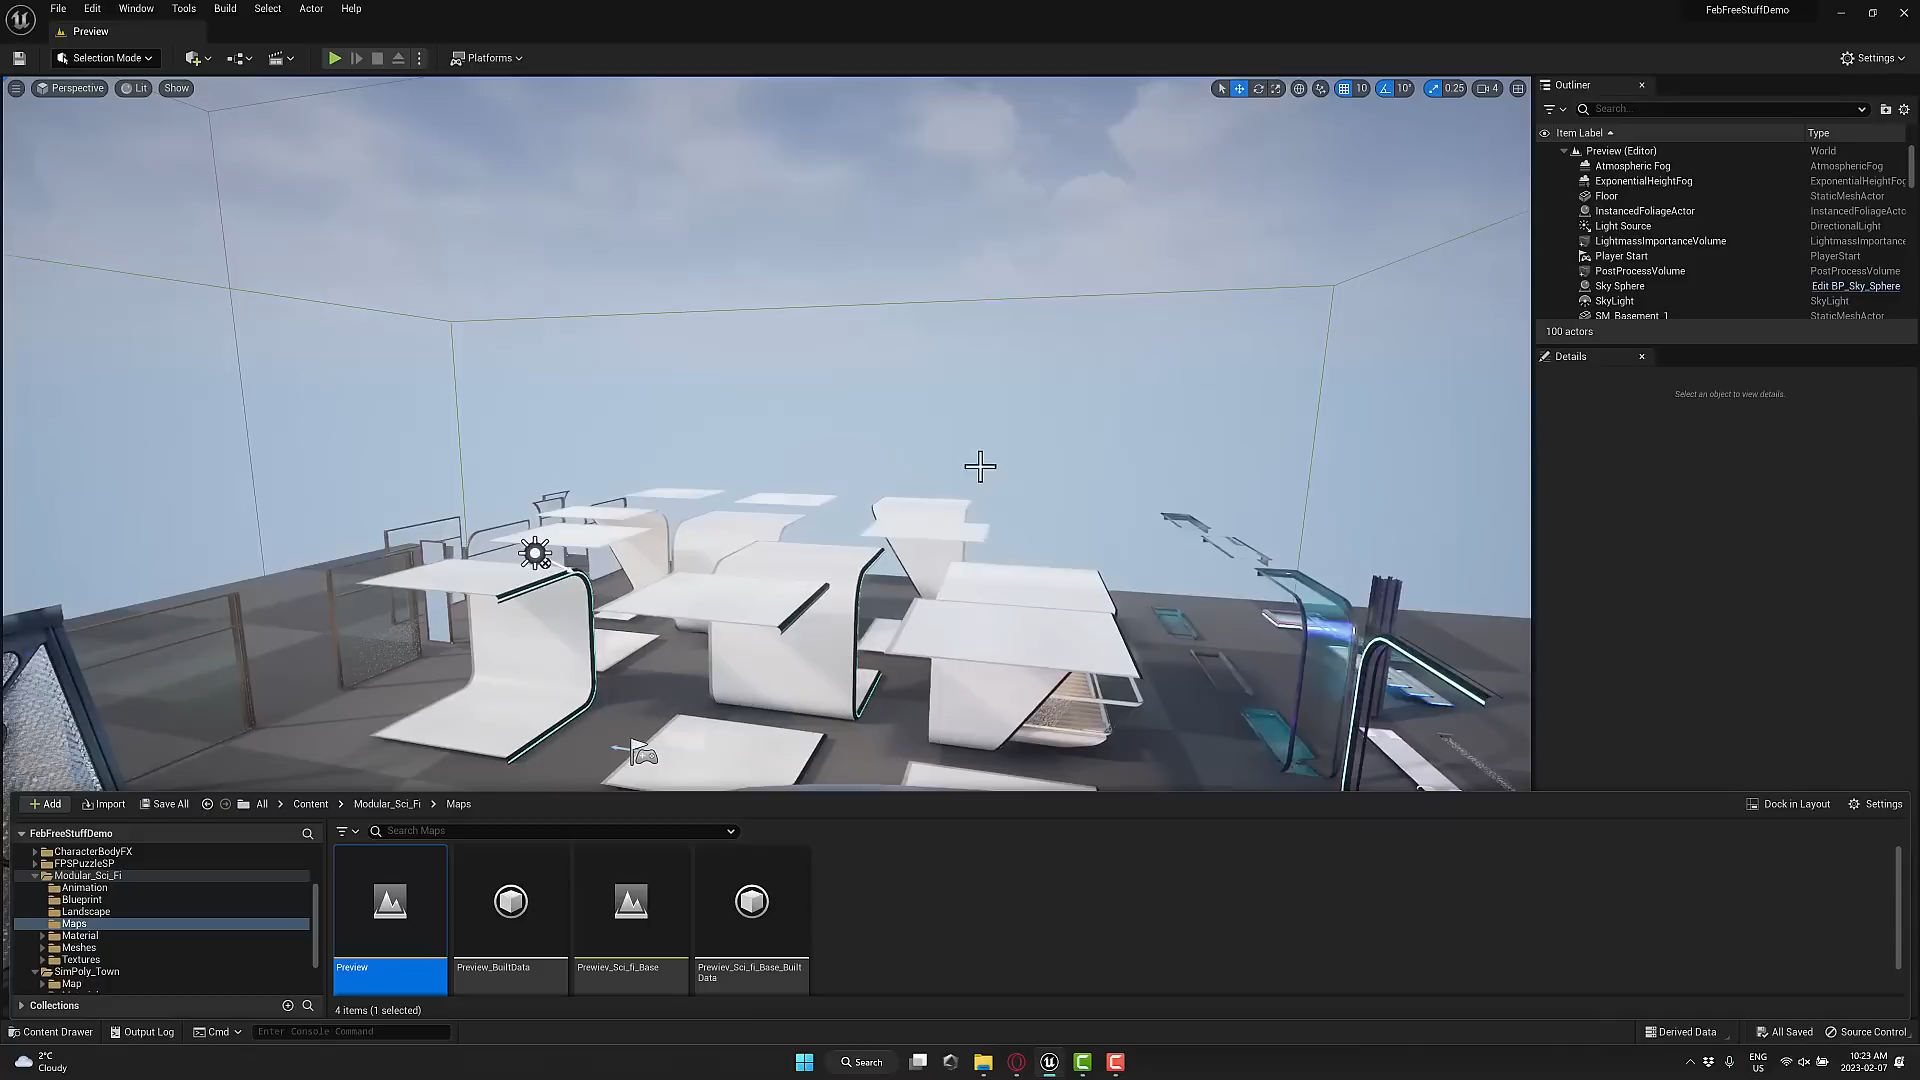 File Edit Window Tools Build Select Actor Help
FebFreeStuffDemo
Preview
Selection Mode
Platforms
Settings
Perspective Lit Show
10 10° 0.25 4
Outliner
Search...
Item Label Type
Preview (Editor) World
Atmospheric Fog AtmosphericFog
ExponentialHeightFog ExponentialHeightFog
Floor StaticMeshActor
InstancedFoliageActor InstancedFoliageActo
Light Source DirectionalLight
LightmassImportanceVolume LightmassImportance
Player Start PlayerStart
PostProcessVolume PostProcessVolume
Sky Sphere Edit BP_Sky_Sphere
SkyLight SkyLight
SM_Basement_1 StaticMeshActor
100 actors
Details
Select an object to view details.
Add Import Save All All Content Modular_Sci_Fi Maps
Dock in Layout Settings
FebFreeStuffDemo
Search Maps
CharacterBodyFX
FPSPuzzleSP
Modular_Sci_Fi
Animation
Blueprint
Landscape
Maps
Material
Meshes
Textures
SimPoly_Town
Map
Collections
Preview
Preview_BuiltData
Prewiev_Sci_fi_Base
Prewiev_Sci_fi_Base_Built
Data
4 items (1 selected)
Content Drawer Output Log Cmd Enter Console Command
Derived Data All Saved Source Control
2°C
Cloudy
Search
ENG
US
10:23 AM
2023-02-07